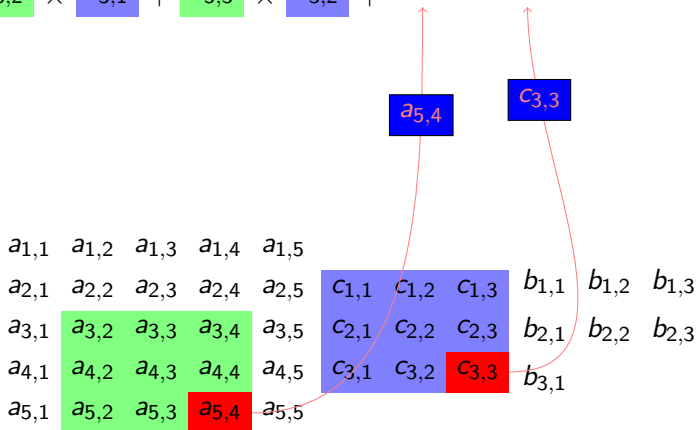 × + × +
a5,4
c3,3
a1,1 a1,2 a1,3 a1,4 a1,5
a2,1 a2,2 a2,3 a2,4 a2,5 c1,1 c1,2 c1,3 b1,1 b1,2 b1,3
a3,1 a3,2 a3,3 a3,4 a3,5 c2,1 c2,2 c2,3 b2,1 b2,2 b2,3
a4,1 a4,2 a4,3 a4,4 a4,5 c3,1 c3,2 c3,3 b3,1
a5,1 a5,2 a5,3 a5,4 a5,5